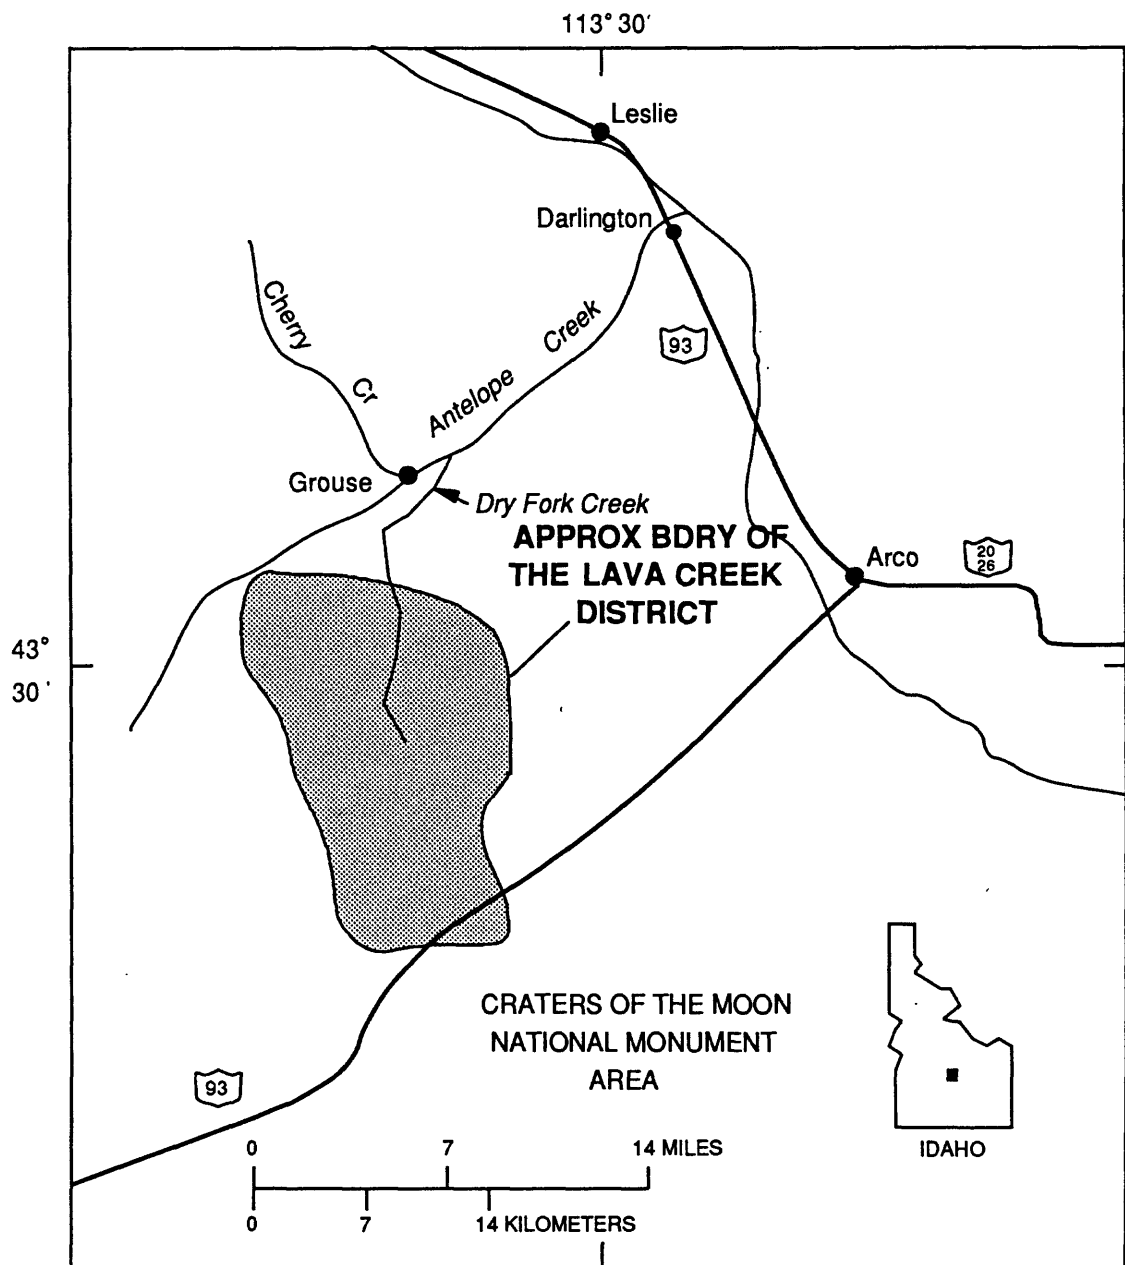 113° 30'
Leslie
Darlington
Cherry
Cr
Antelope Creek
93
Grouse
Dry Fork Creek
APPROX BDRY OF
THE LAVA CREEK
DISTRICT
Arco
20
26
43°
30'
CRATERS OF THE MOON
NATIONAL MONUMENT
AREA
93
IDAHO
0 7 14 MILES
0 7 14 KILOMETERS